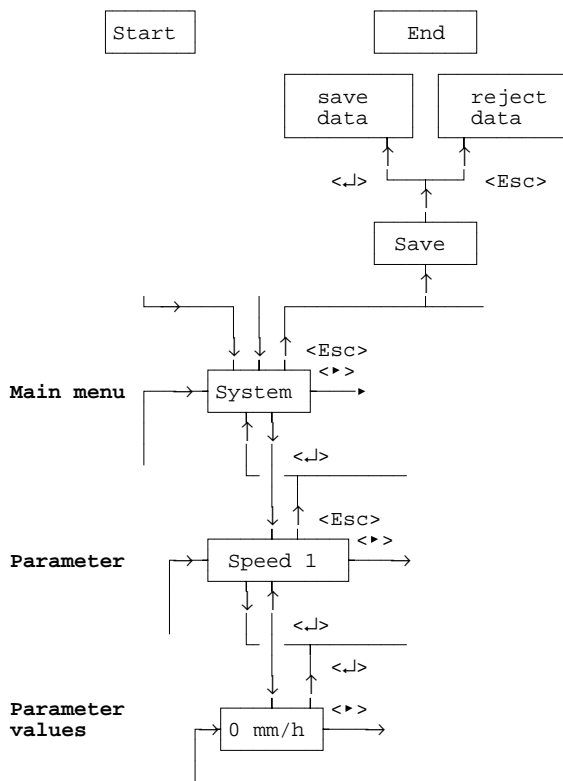 Start End
save reject
data data
<↵> <Esc>
Save
<Esc>
<►>
Main menu System
<↵>
<Esc>
<►>
Parameter Speed 1
<↵>
<↵>
Parameter <►>
values 0 mm/h